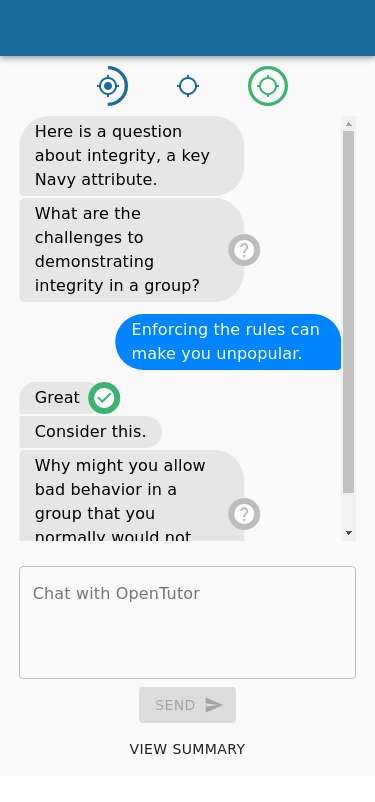 Here is a question
about integrity, a key
Navy attribute.
What are the
challenges to
demonstrating
integrity in a group?
?
Enforcing the rules can
make you unpopular.
Great
Consider this.
Why might you allow
bad behavior in a
group that you
normally would not
?
Chat with OpenTutor
SEND
VIEW SUMMARY